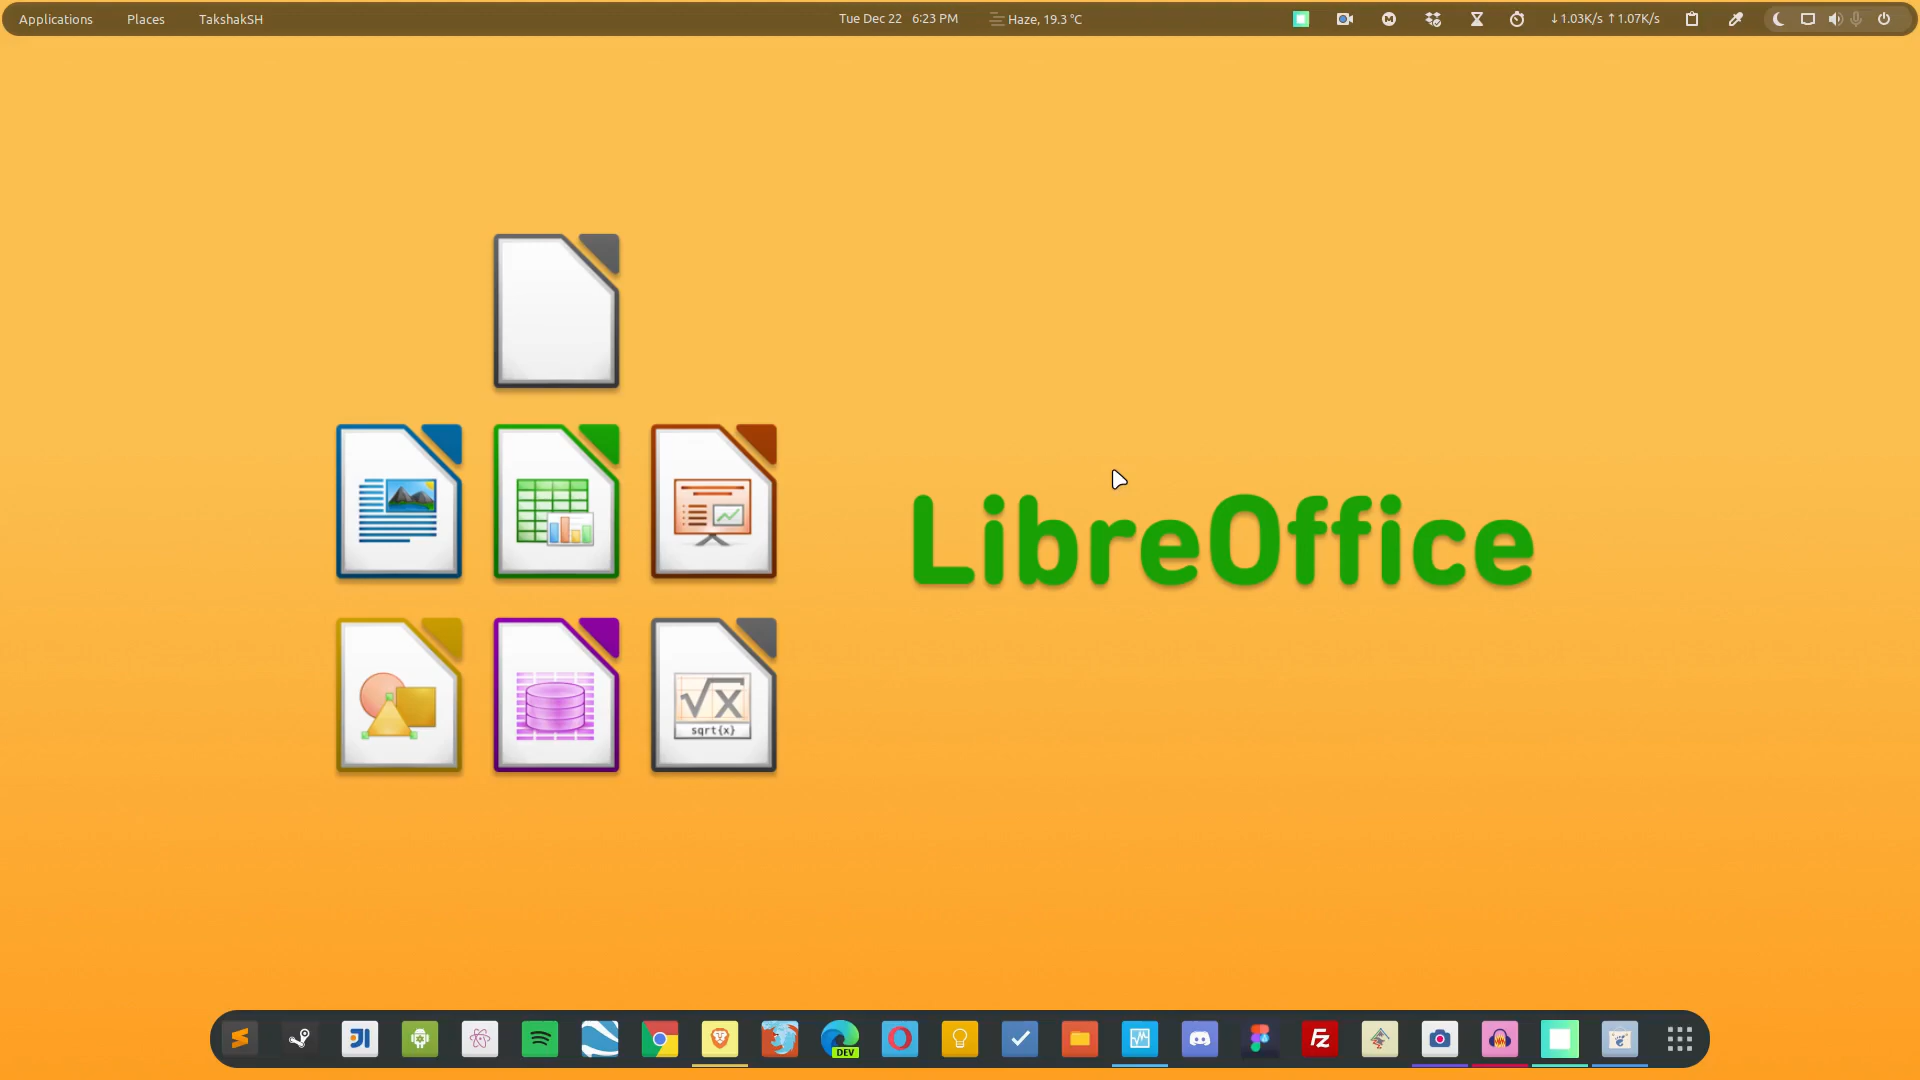 Applications Places TakshakSH Tue Dec 22 6:23 PM Haze, 19.3 °C ↓1.03K/s ↑1.07K/s
LibreOffice
sqrt{x}
DEV